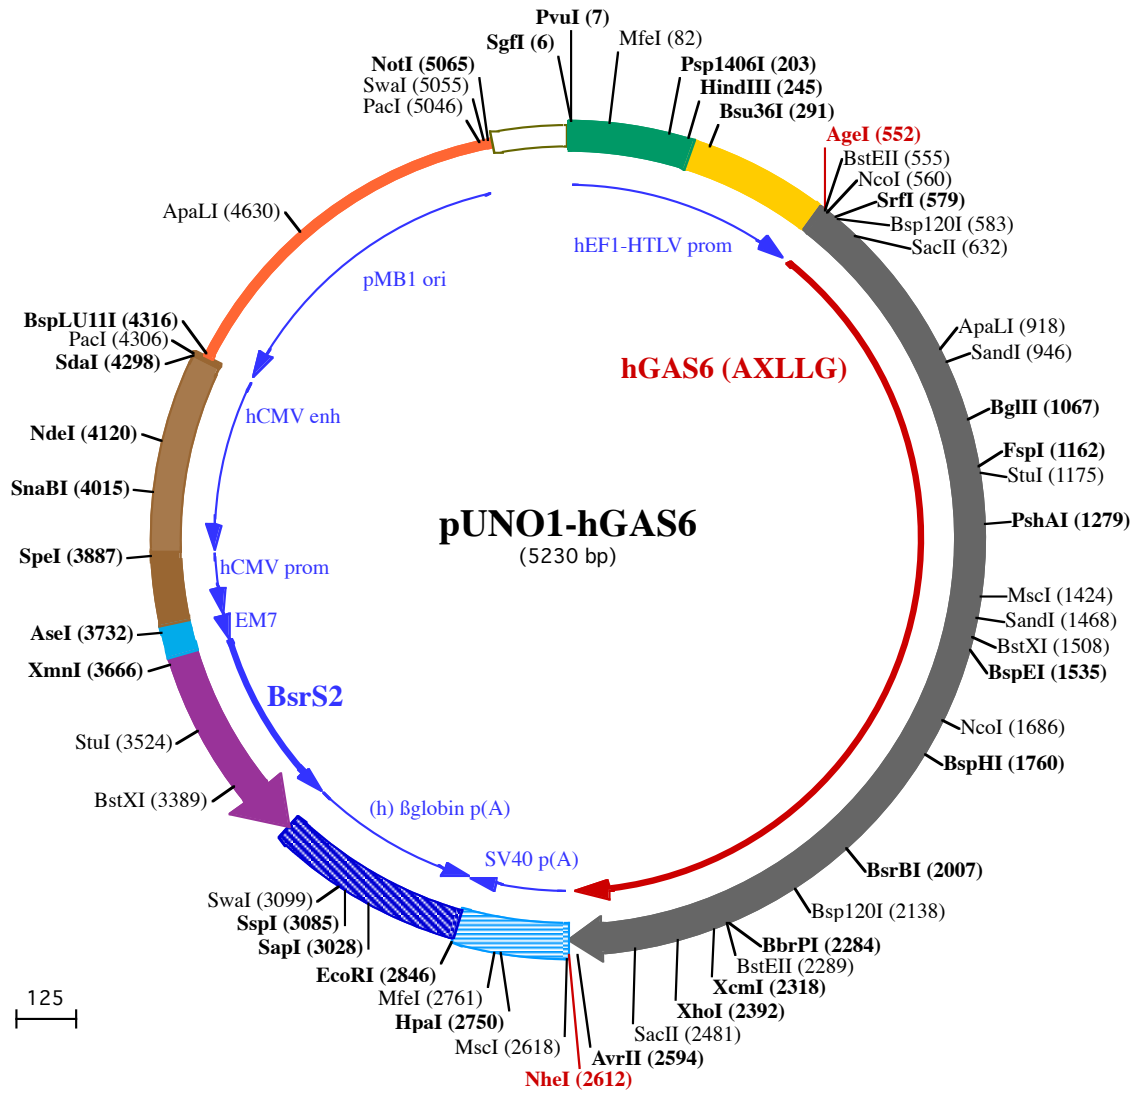 PvuI (7)
SgfI (6)
MfeI (82)
NotI (5065)
Psp1406I (203)
SwaI (5055)
HindIII (245)
PacI (5046)
Bsu36I (291)
AgeI (552)
BstEII (555)
NcoI (560)
SrfI (579)
Bsp120I (583)
SacII (632)
ApaLI (4630)
hEF1-HTLV prom
pMB1 ori
BspLU11I (4316)
PacI (4306)
SdaI (4298)
ApaLI (918)
SandI (946)
hGAS6 (AXLLG)
BglII (1067)
hCMV enh
NdeI (4120)
FspI (1162)
StuI (1175)
SnaBI (4015)
PshAI (1279)
pUNO1-hGAS6
(5230 bp)
SpeI (3887)
hCMV prom
MscI (1424)
SandI (1468)
EM7
AseI (3732)
BstXI (1508)
XmnI (3666)
BspEI (1535)
BsrS2
NcoI (1686)
StuI (3524)
BspHI (1760)
BstXI (3389)
(h) ßglobin p(A)
SV40 p(A)
BsrBI (2007)
SwaI (3099)
Bsp120I (2138)
SspI (3085)
SapI (3028)
BbrPI (2284)
BstEII (2289)
EcoRI (2846)
XcmI (2318)
MfeI (2761)
125
XhoI (2392)
HpaI (2750)
SacII (2481)
MscI (2618)
AvrII (2594)
NheI (2612)